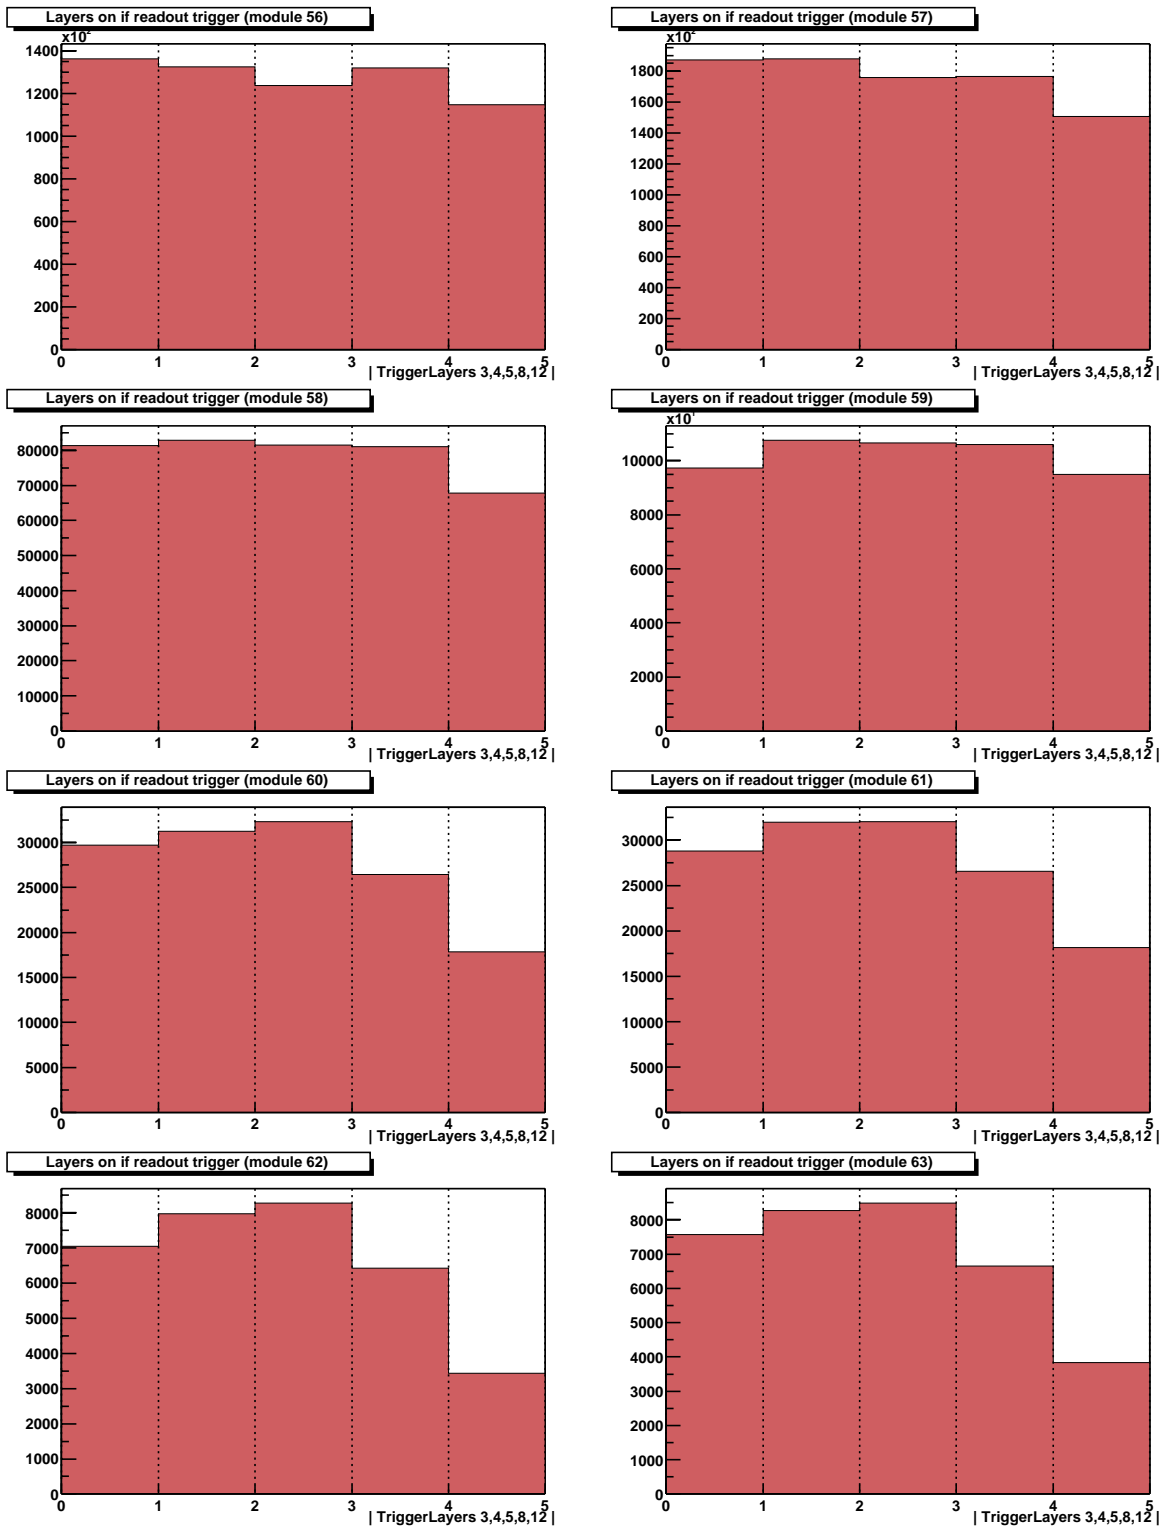 Layers on if readout trigger (module 56)
x10²
1400
1200
1000
800
600
400
200
0
0 1 2 3 4 5
| TriggerLayers 3,4,5,8,12 |
Layers on if readout trigger (module 57)
x10²
1800
1600
1400
1200
1000
800
600
400
200
0
0 1 2 3 4 5
| TriggerLayers 3,4,5,8,12 |
Layers on if readout trigger (module 58)
80000
70000
60000
50000
40000
30000
20000
10000
0
0 1 2 3 4 5
| TriggerLayers 3,4,5,8,12 |
Layers on if readout trigger (module 59)
x10¹
10000
8000
6000
4000
2000
0
0 1 2 3 4 5
| TriggerLayers 3,4,5,8,12 |
Layers on if readout trigger (module 60)
30000
25000
20000
15000
10000
5000
0
0 1 2 3 4 5
| TriggerLayers 3,4,5,8,12 |
Layers on if readout trigger (module 61)
30000
25000
20000
15000
10000
5000
0
0 1 2 3 4 5
| TriggerLayers 3,4,5,8,12 |
Layers on if readout trigger (module 62)
8000
7000
6000
5000
4000
3000
2000
1000
0
0 1 2 3 4 5
| TriggerLayers 3,4,5,8,12 |
Layers on if readout trigger (module 63)
8000
7000
6000
5000
4000
3000
2000
1000
0
0 1 2 3 4 5
| TriggerLayers 3,4,5,8,12 |